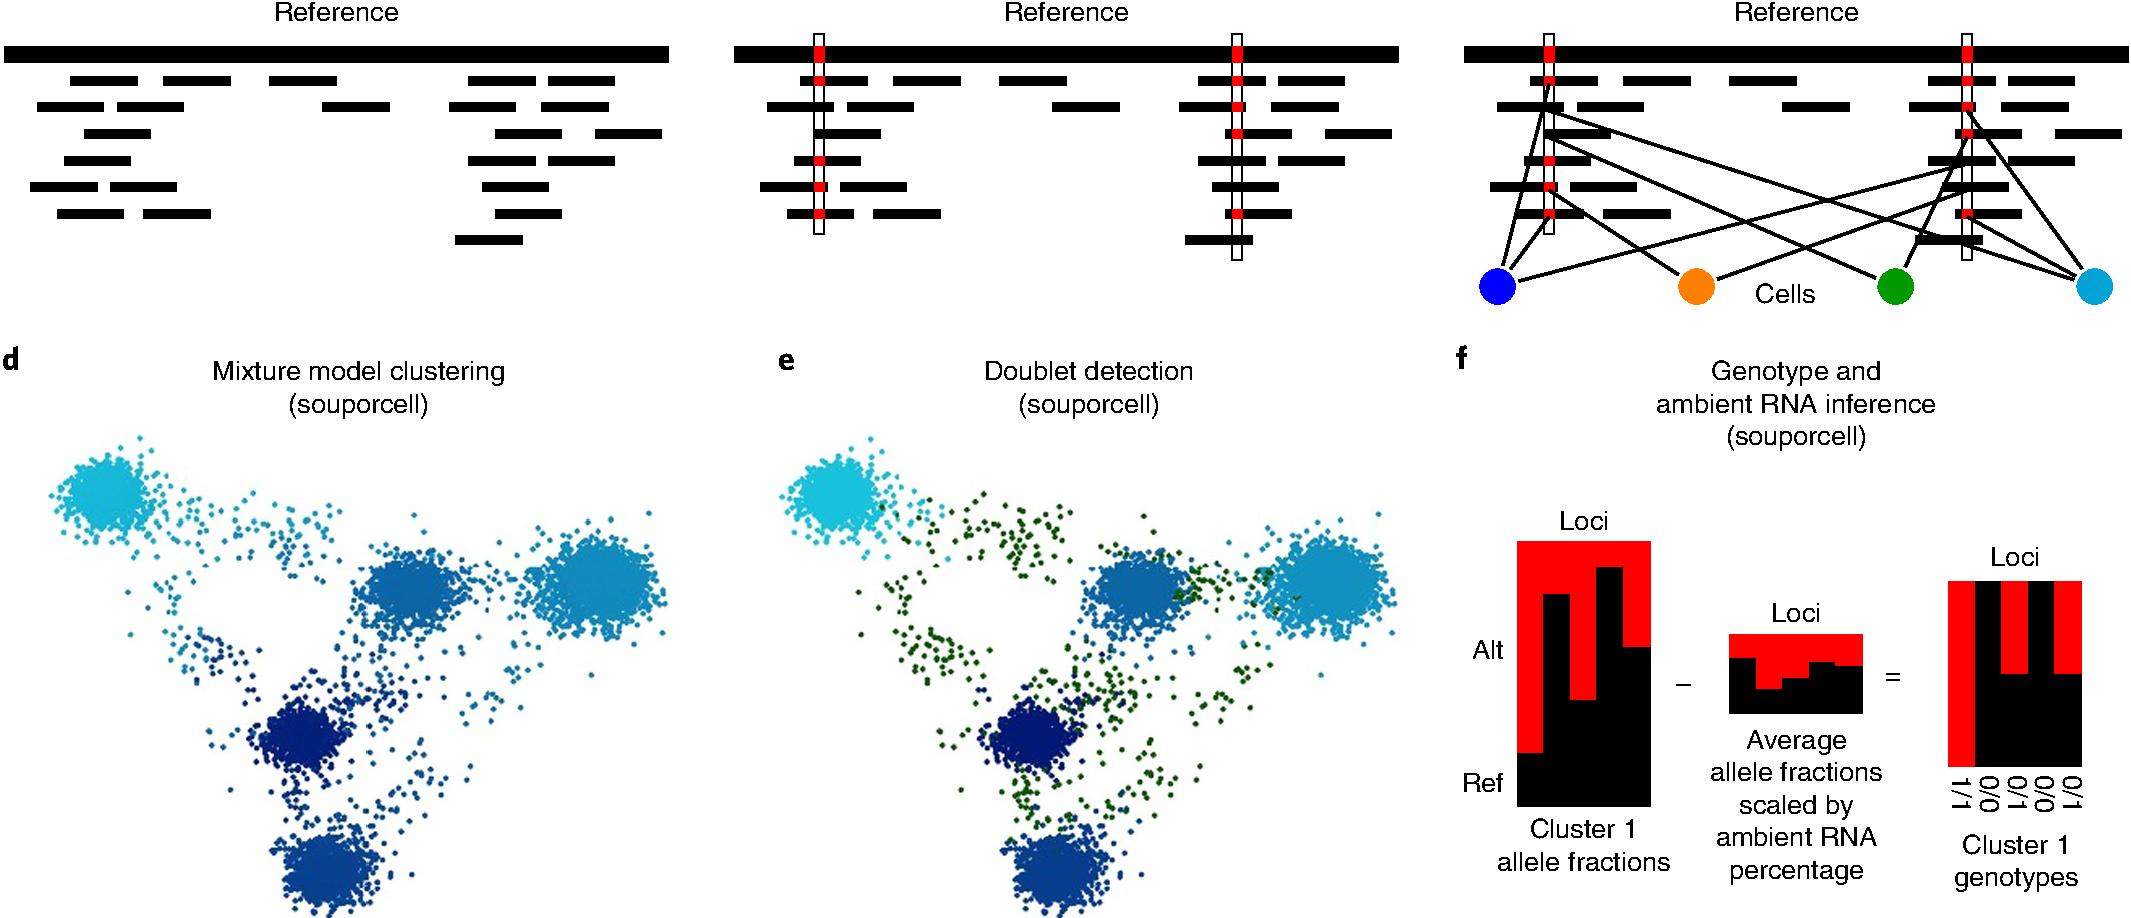 Reference
Reference
Reference
Cells
d
Mixture model clustering
(souporcell)
e
Doublet detection
(souporcell)
f
Genotype and
ambient RNA inference
(souporcell)
Loci
Alt
Ref
Cluster 1
allele fractions
–
Loci
Average
allele fractions
scaled by
ambient RNA
percentage
=
Loci
1/1
0/0
0/1
0/0
0/1
Cluster 1
genotypes